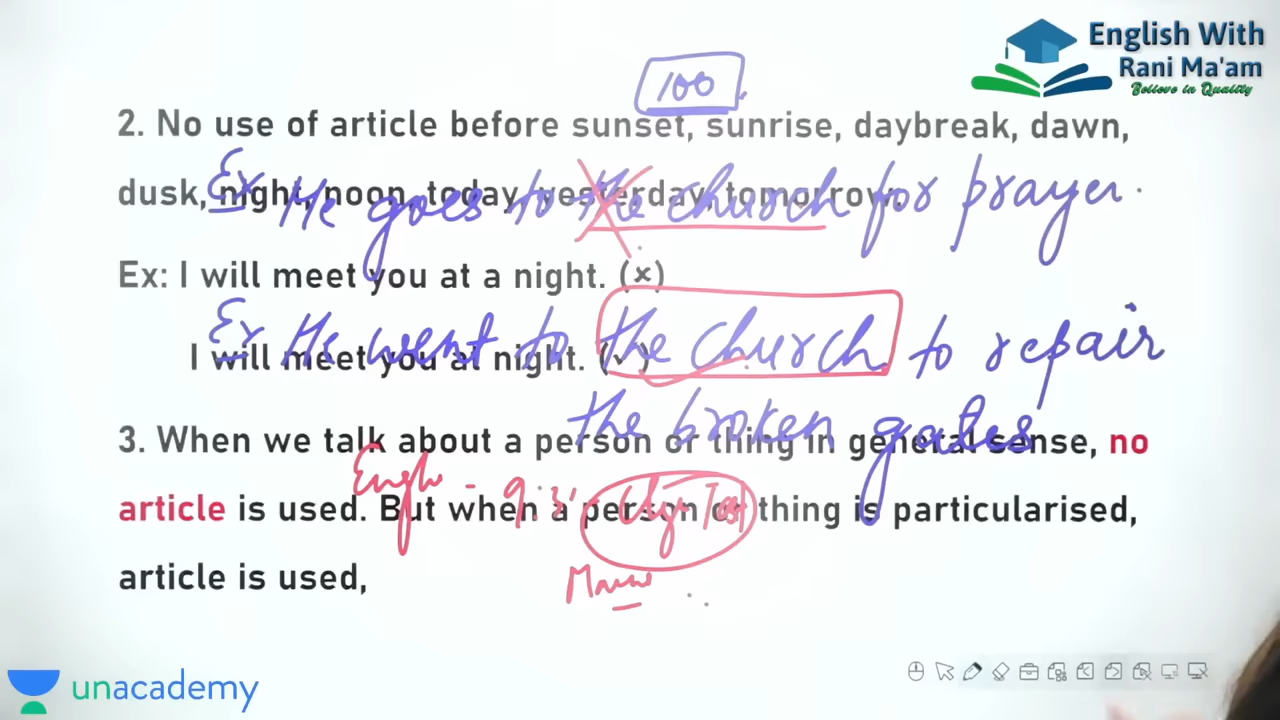 English With
Rani Ma'am
Believe in Quality
100
2. No use of article before sunset, sunrise, daybreak, dawn,
dusk, night, noon, today, yesterday, tomorrow.
Ex He goes to the church for prayer.
Ex: I will meet you at a night. (×)
I will meet you at night. (✓)
Ex He went to the church to repair
the broken gates
3. When we talk about a person or thing in general sense, no
article is used. But when a person or thing is particularised,
article is used,
unacademy